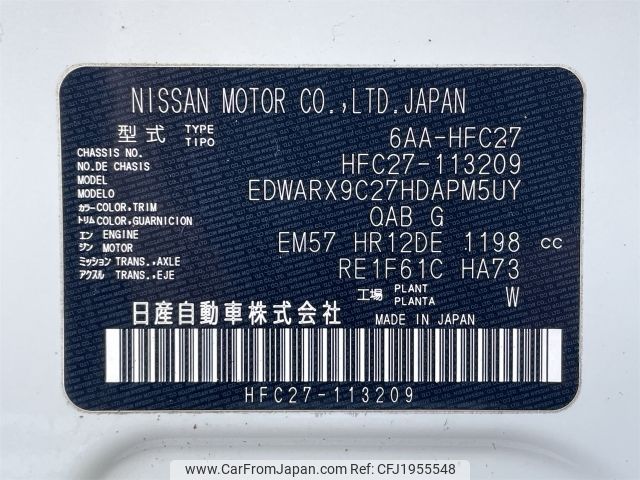 NISSAN MOTOR CO.,LTD.JAPAN
型式 TYPE TIPO 6AA-HFC27
CHASSIS NO. NO.DE CHASIS HFC27-113209
MODEL MODELO EDWARX9C27HDAPM5UY
カラー COLOR,TRIM トリム COLOR,GUARNICION QAB G
エンジン ENGINE MOTOR EM57 HR12DE 1198 cc
ミッション TRANS.,AXLE アクスル TRANS.,EJE RE1F61C HA73
工場 PLANT PLANTA W
日産自動車株式会社 MADE IN JAPAN
HFC27-113209
www.CarFromJapan.com | © CarFromJapan | Ref. CFJ1955548